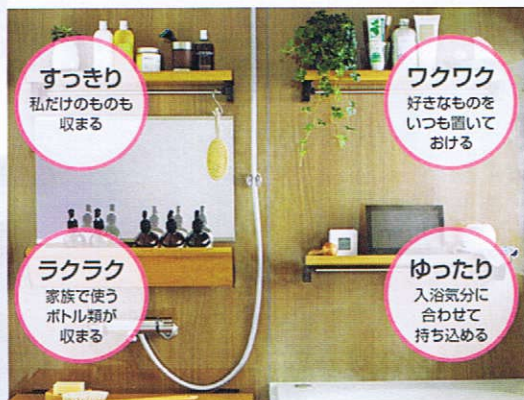 すっきり
私だけのものも
収まる
ワクワク
好きなものを
いつも置いて
おける
ラクラク
家族で使う
ボトル類が
収まる
ゆったり
入浴気分に
合わせて
持ち込める